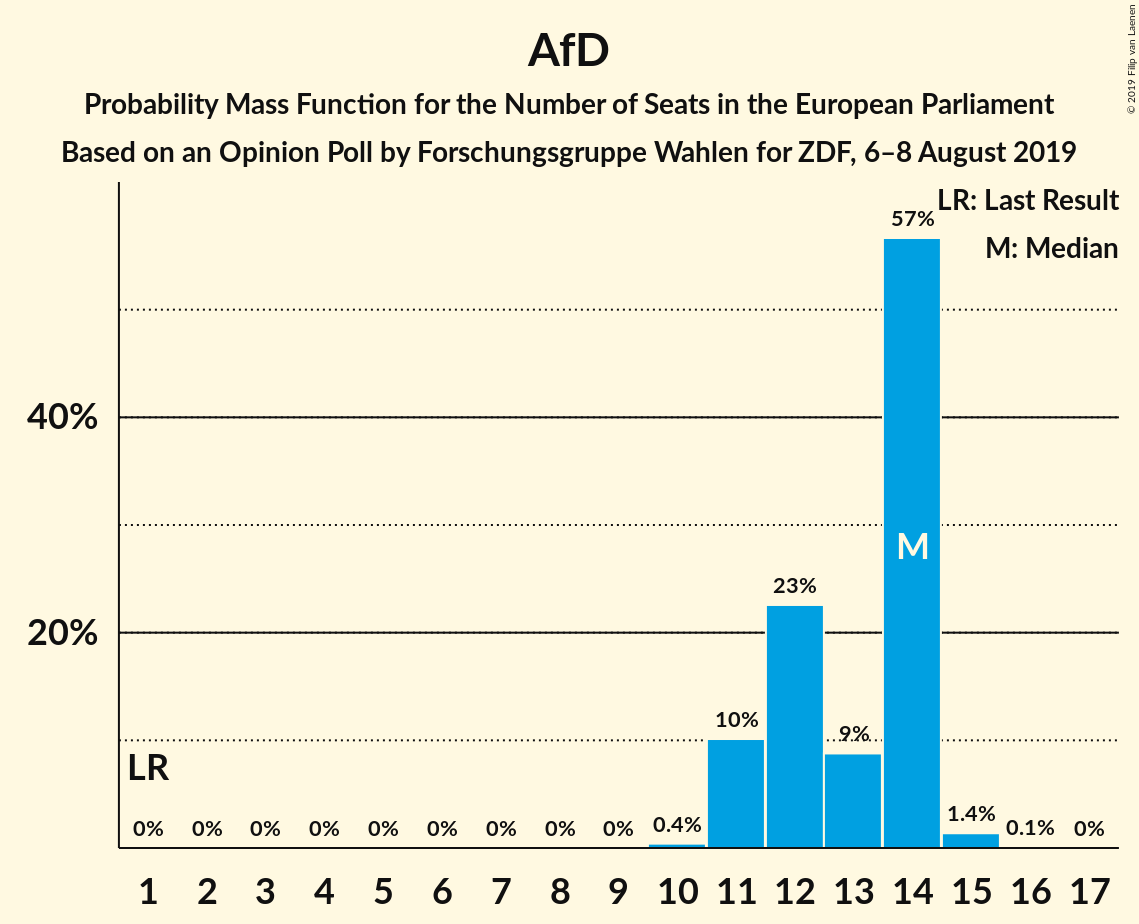 AfD
Probability Mass Function for the Number of Seats in the European Parliament
Based on an Opinion Poll by Forschungsgruppe Wahlen for ZDF, 6–8 August 2019
© 2019 Filip van Laenen
LR: Last Result
M: Median
57%
40%
M
23%
20%
10%
9%
LR
1.4%
0.4%
0.1%
0% 0% 0% 0% 0% 0% 0% 0% 0% 0%
1 2 3 4 5 6 7 8 9 10 11 12 13 14 15 16 17